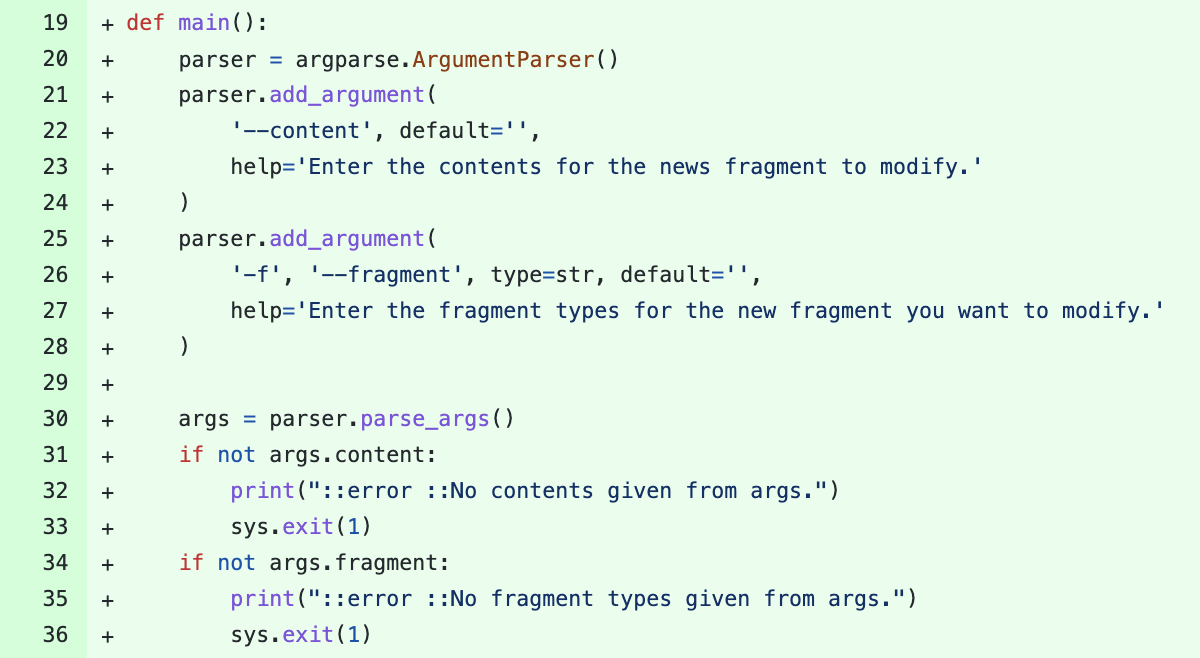 19 + def main():
20 +     parser = argparse.ArgumentParser()
21 +     parser.add_argument(
22 +         '--content', default='',
23 +         help='Enter the contents for the news fragment to modify.'
24 +     )
25 +     parser.add_argument(
26 +         '-f', '--fragment', type=str, default='',
27 +         help='Enter the fragment types for the new fragment you want to modify.'
28 +     )
29 +
30 +     args = parser.parse_args()
31 +     if not args.content:
32 +         print("::error ::No contents given from args.")
33 +         sys.exit(1)
34 +     if not args.fragment:
35 +         print("::error ::No fragment types given from args.")
36 +         sys.exit(1)